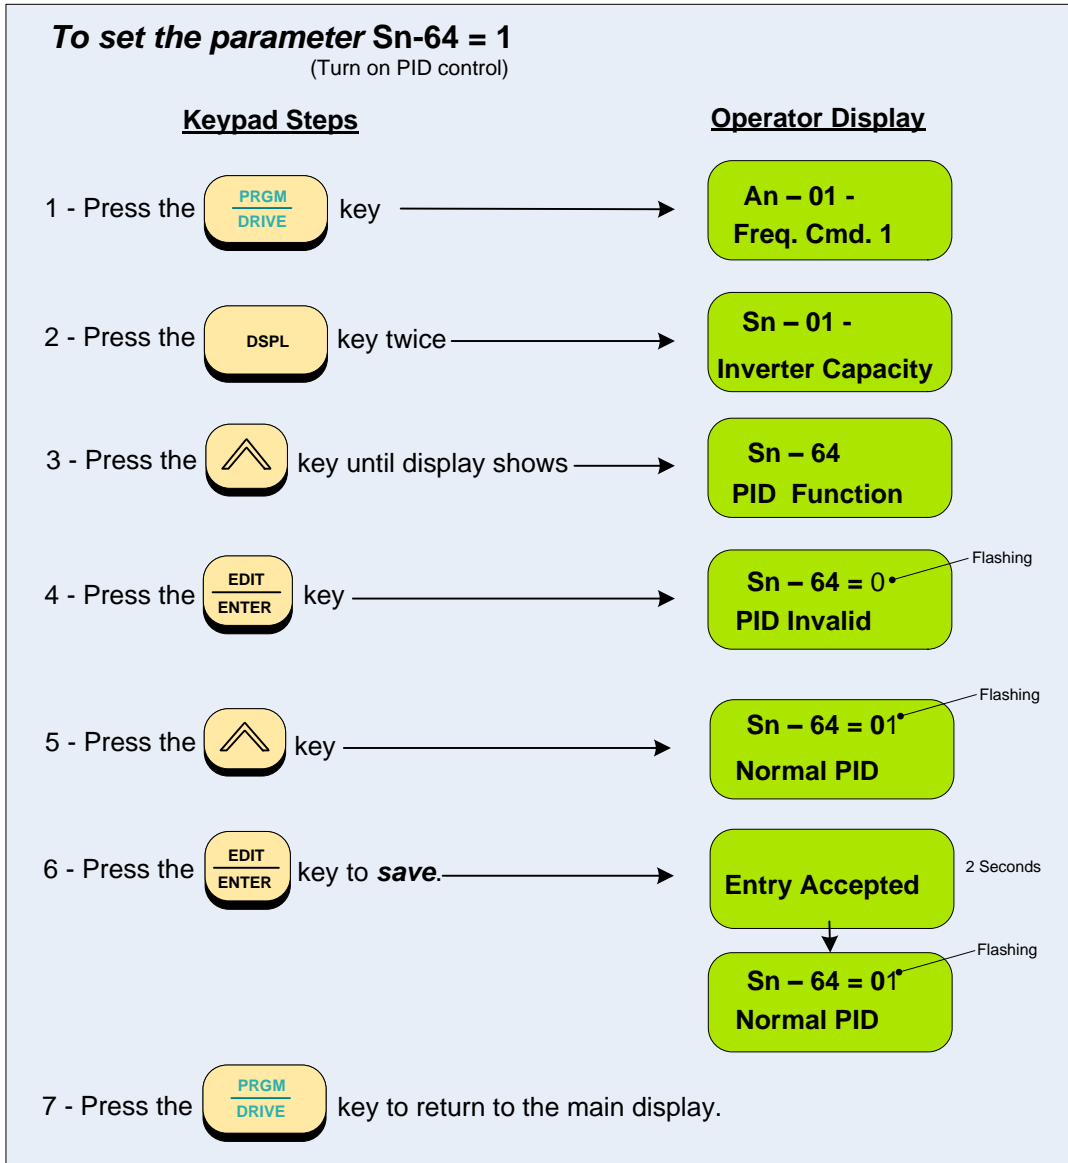 To set the parameter Sn-64 = 1
(Turn on PID control)
Keypad Steps
Operator Display
1 - Press the PRGM DRIVE key
An – 01 -
Freq. Cmd. 1
2 - Press the DSPL key twice
Sn – 01 -
Inverter Capacity
3 - Press the key until display shows
Sn – 64
PID Function
4 - Press the EDIT ENTER key
Sn – 64 = 0
PID Invalid
Flashing
5 - Press the key
Sn – 64 = 01
Normal PID
Flashing
6 - Press the EDIT ENTER key to save.
Entry Accepted
2 Seconds
Sn – 64 = 01
Normal PID
Flashing
7 - Press the PRGM DRIVE key to return to the main display.